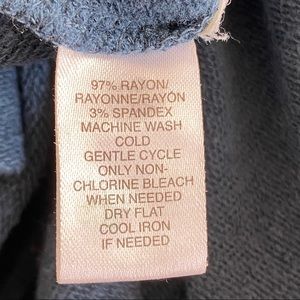 97% RAYON/
RAYONNE/RAYÓN
3% SPANDEX
MACHINE WASH
COLD
GENTLE CYCLE
ONLY NON-
CHLORINE BLEACH
WHEN NEEDED
DRY FLAT
COOL IRON
IF NEEDED